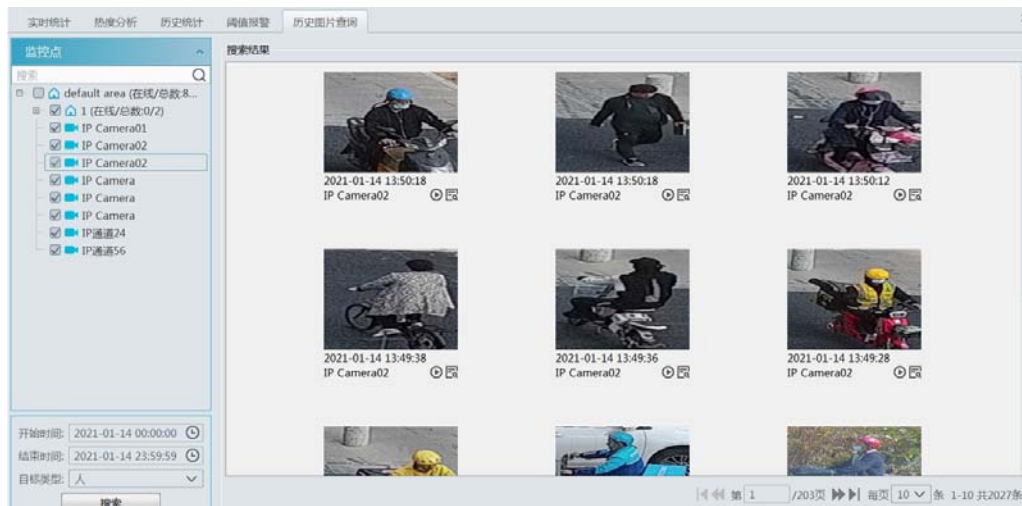 实时统计 热度分析 历史统计 阈值报警 历史图片查询
监控点
搜索
default area (在线/总数:8...
1 (在线/总数:0/2)
IP Camera01
IP Camera02
IP Camera02
IP Camera
IP Camera
IP Camera
IP通道24
IP通道56
开始时间: 2021-01-14 00:00:00
结束时间: 2021-01-14 23:59:59
目标类型: 人
搜索
搜索结果
2021-01-14 13:50:18 2021-01-14 13:50:18 2021-01-14 13:50:12
IP Camera02 IP Camera02 IP Camera02
2021-01-14 13:49:38 2021-01-14 13:49:36 2021-01-14 13:49:28
IP Camera02 IP Camera02 IP Camera02
第 1 /203页 每页 10 条 1-10 共2027条